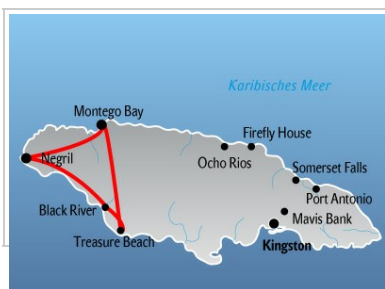 Karibisches Meer
Montego Bay
Firefly House
Negril
Ocho Rios
Somerset Falls
Port Antonio
Black River
Mavis Bank
Treasure Beach
Kingston